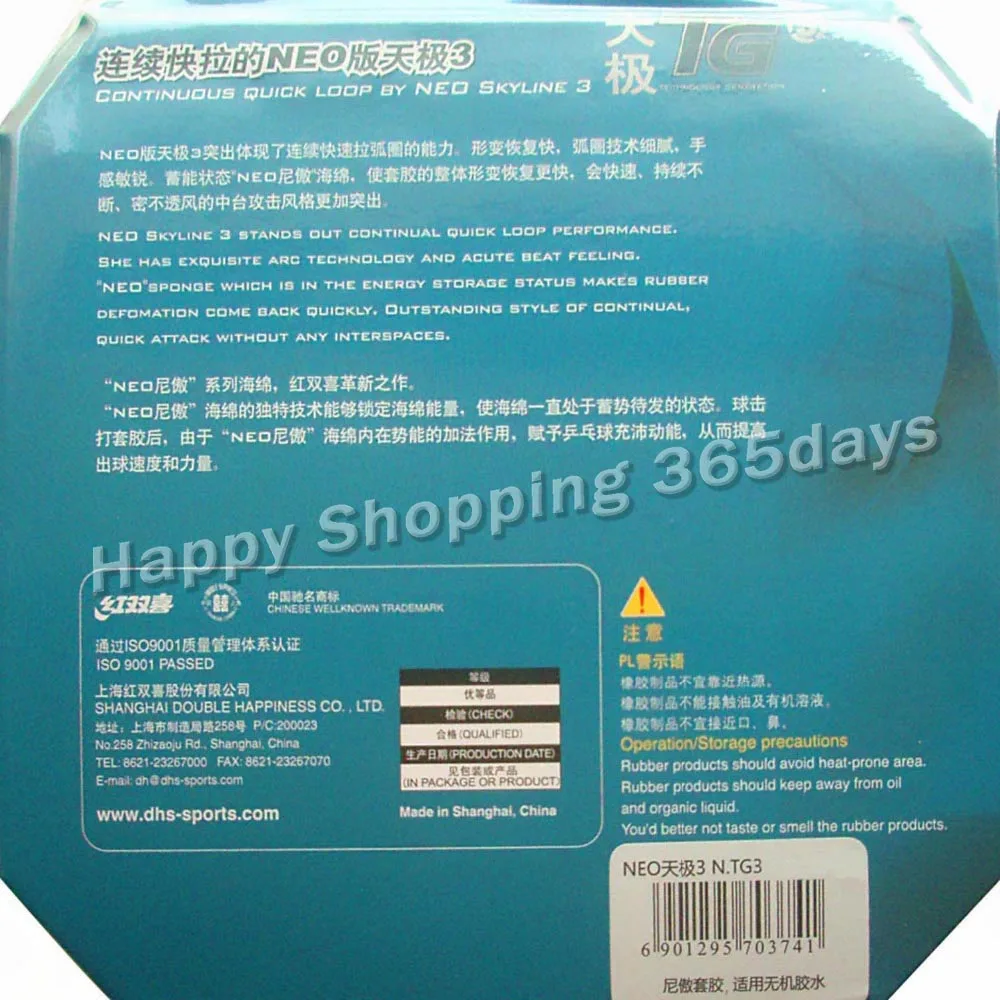 天极 TG
TECHNOLOGY GENERATION
连续快拉的NEO版天极3
CONTINUOUS QUICK LOOP BY NEO SKYLINE 3
NEO版天极3突出体现了连续快速拉弧圈的能力。形变恢复快，弧圈技术细腻，手
感敏锐。蓄能状态"NEO尼傲"海绵，使套胶的整体形变恢复更快，会快速、持续不
断、密不透风的中台攻击风格更加突出。
NEO SKYLINE 3 STANDS OUT CONTINUAL QUICK LOOP PERFORMANCE.
SHE HAS EXQUISITE ARC TECHNOLOGY AND ACUTE BEAT FEELING.
"NEO"SPONGE WHICH IS IN THE ENERGY STORAGE STATUS MAKES RUBBER
DEFOMATION COME BACK QUICKLY. OUTSTANDING STYLE OF CONTINUAL,
QUICK ATTACK WITHOUT ANY INTERSPACES.
“NEO尼傲”系列海绵，红双喜革新之作。
“NEO尼傲”海绵的独特技术能够锁定海绵能量，使海绵一直处于蓄势待发的状态。球击
打套胶后，由于“NEO尼傲”海绵内在势能的加法作用，赋予乒乓球充沛动能，从而提高
出球速度和力量。
Happy Shopping 365days
红双喜
中国驰名商标
CHINESE WELLKNOWN TRADEMARK
通过ISO9001质量管理体系认证
ISO 9001 PASSED
上海红双喜股份有限公司
SHANGHAI DOUBLE HAPPINESS CO., LTD.
地址：上海市制造局路258号 P/C:200023
No.258 Zhizaoju Rd., Shanghai, China
TEL: 8621-23267000 FAX: 8621-23267070
E-mail: dh@dhs-sports.com
www.dhs-sports.com
等级
优等品
检验(CHECK)
合格(QUALIFIED)
生产日期(PRODUCTION DATE)
见包装或产品
(IN PACKAGE OR PRODUCT)
Made in Shanghai, China
注意
PL警示语
橡胶制品不宜靠近热源。
橡胶制品不能接触油及有机溶液。
橡胶制品不宜接近口、鼻。
Operation/Storage precautions
Rubber products should avoid heat-prone area.
Rubber products should keep away from oil
and organic liquid.
You'd better not taste or smell the rubber products.
NEO天极3 N.TG3
6 901295 703741
尼傲套胶, 适用无机胶水